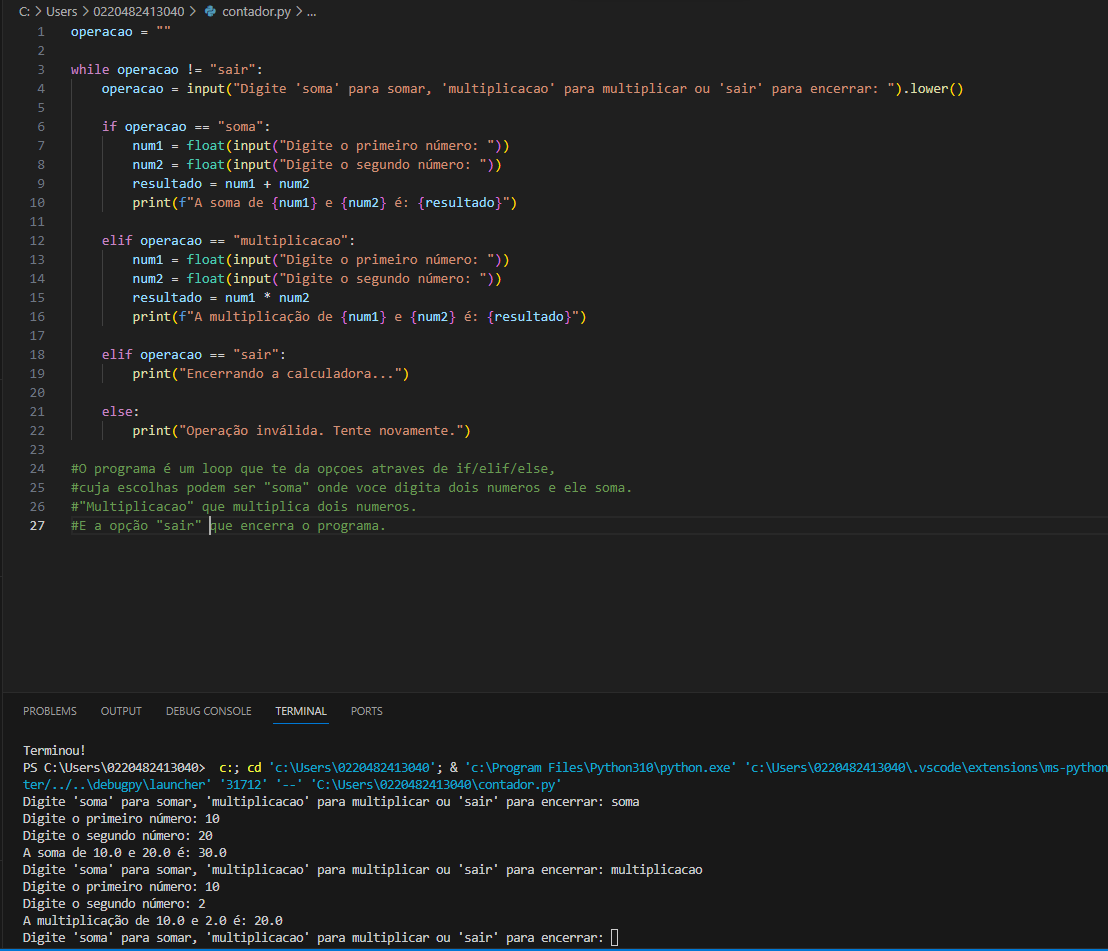 C: > Users > 0220482413040 > contador.py > ...
1 operacao = ""
2
3 while operacao != "sair":
4 operacao = input("Digite 'soma' para somar, 'multiplicacao' para multiplicar ou 'sair' para encerrar: ").lower()
5
6 if operacao == "soma":
7 num1 = float(input("Digite o primeiro número: "))
8 num2 = float(input("Digite o segundo número: "))
9 resultado = num1 + num2
10 print(f"A soma de {num1} e {num2} é: {resultado}")
11
12 elif operacao == "multiplicacao":
13 num1 = float(input("Digite o primeiro número: "))
14 num2 = float(input("Digite o segundo número: "))
15 resultado = num1 * num2
16 print(f"A multiplicação de {num1} e {num2} é: {resultado}")
17
18 elif operacao == "sair":
19 print("Encerrando a calculadora...")
20
21 else:
22 print("Operação inválida. Tente novamente.")
23
24 #O programa é um loop que te da opçoes atraves de if/elif/else,
25 #cuja escolhas podem ser "soma" onde voce digita dois numeros e ele soma.
26 #"Multiplicacao" que multiplica dois numeros.
27 #E a opção "sair" que encerra o programa.
PROBLEMS OUTPUT DEBUG CONSOLE TERMINAL PORTS
Terminou!
PS C:\Users\0220482413040> c:; cd 'c:\Users\0220482413040'; & 'c:\Program Files\Python310\python.exe' 'c:\Users\0220482413040\.vscode\extensions\ms-python
ter/../..\debugpy\launcher' '31712' '--' 'C:\Users\0220482413040\contador.py'
Digite 'soma' para somar, 'multiplicacao' para multiplicar ou 'sair' para encerrar: soma
Digite o primeiro número: 10
Digite o segundo número: 20
A soma de 10.0 e 20.0 é: 30.0
Digite 'soma' para somar, 'multiplicacao' para multiplicar ou 'sair' para encerrar: multiplicacao
Digite o primeiro número: 10
Digite o segundo número: 2
A multiplicação de 10.0 e 2.0 é: 20.0
Digite 'soma' para somar, 'multiplicacao' para multiplicar ou 'sair' para encerrar: